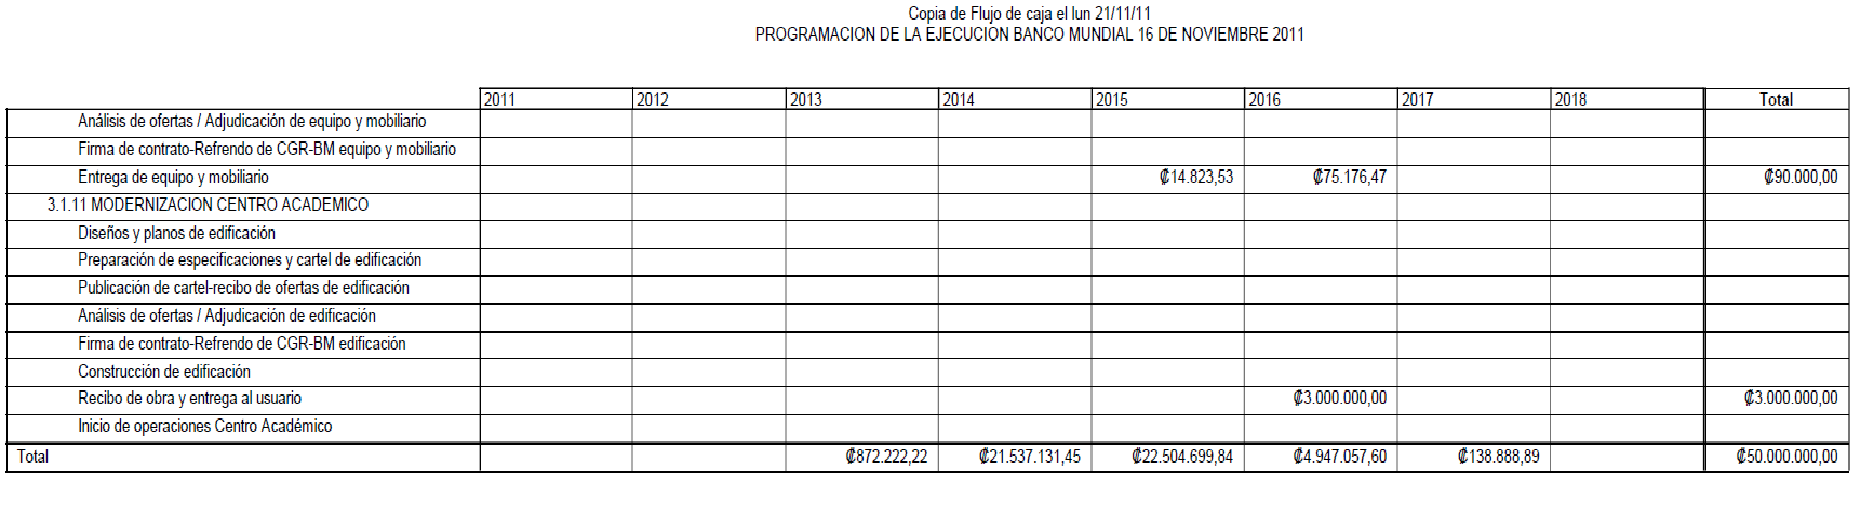 Copia de Flujo de caja el lun 21/11/11
PROGRAMACION DE LA EJECUCION BANCO MUNDIAL 16 DE NOVIEMBRE 2011
2011 2012 2013 2014 2015 2016 2017 2018 Total
Análisis de ofertas / Adjudicación de equipo y mobiliario
Firma de contrato-Refrendo de CGR-BM equipo y mobiliario
Entrega de equipo y mobiliario ₡14.823,53 ₡75.176,47 ₡90.000,00
3.1.11 MODERNIZACION CENTRO ACADEMICO
Diseños y planos de edificación
Preparación de especificaciones y cartel de edificación
Publicación de cartel-recibo de ofertas de edificación
Análisis de ofertas / Adjudicación de edificación
Firma de contrato-Refrendo de CGR-BM edificación
Construcción de edificación
Recibo de obra y entrega al usuario ₡3.000.000,00 ₡3.000.000,00
Inicio de operaciones Centro Académico
Total ₡872.222,22 ₡21.537.131,45 ₡22.504.699,84 ₡4.947.057,60 ₡138.888,89 ₡50.000.000,00